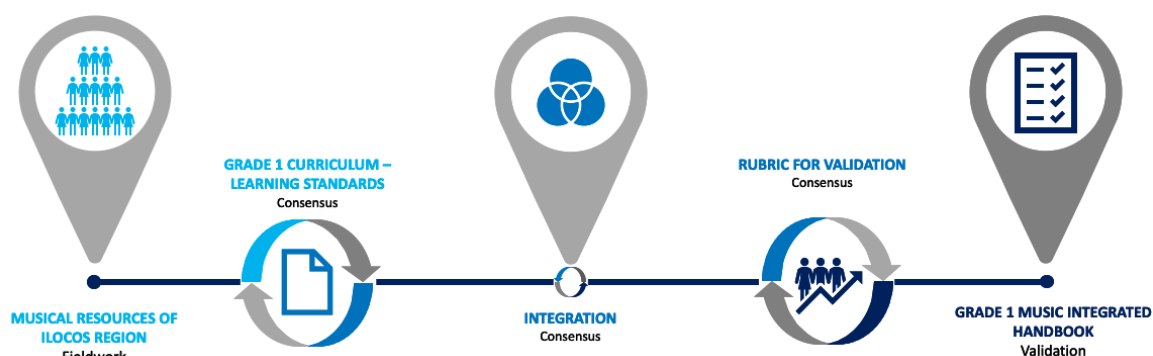 MUSICAL RESOURCES OF
ILOCOS REGION
Fieldwork
GRADE 1 CURRICULUM –
LEARNING STANDARDS
Consensus
INTEGRATION
Consensus
RUBRIC FOR VALIDATION
Consensus
GRADE 1 MUSIC INTEGRATED
HANDBOOK
Validation